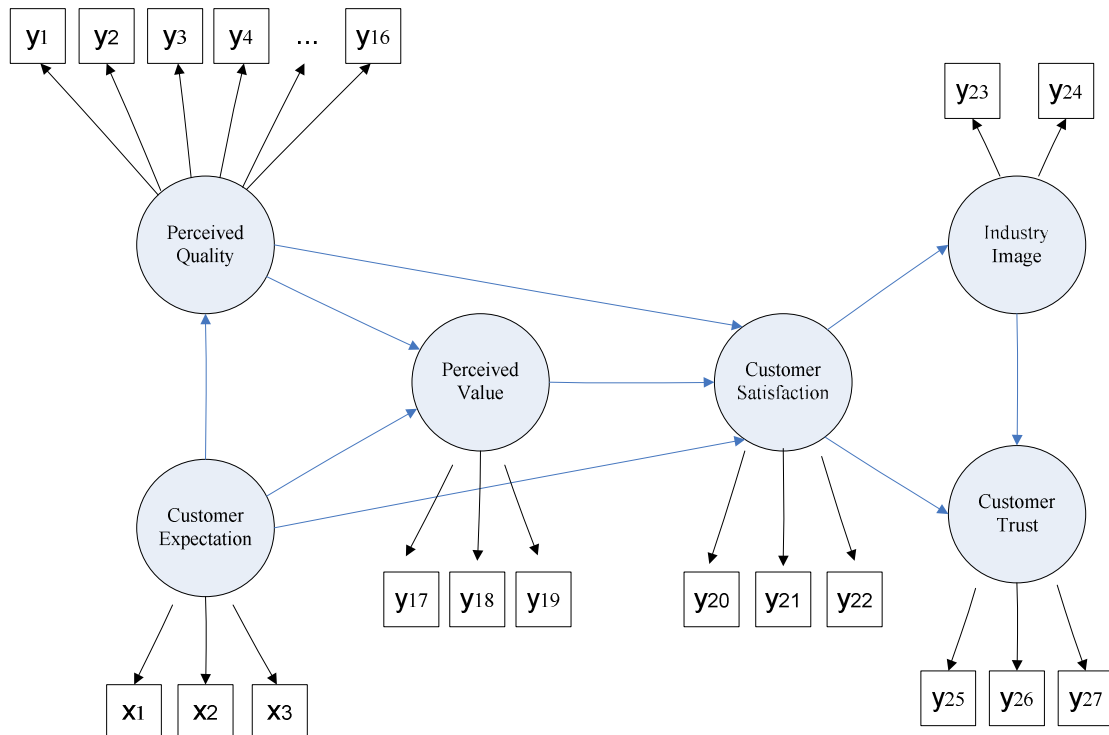 y1 y2 y3 y4 ... y16
y23 y24
Perceived
Quality
Industry
Image
Perceived
Value
Customer
Satisfaction
Customer
Expectation
Customer
Trust
y17 y18 y19
y20 y21 y22
x1 x2 x3
y25 y26 y27